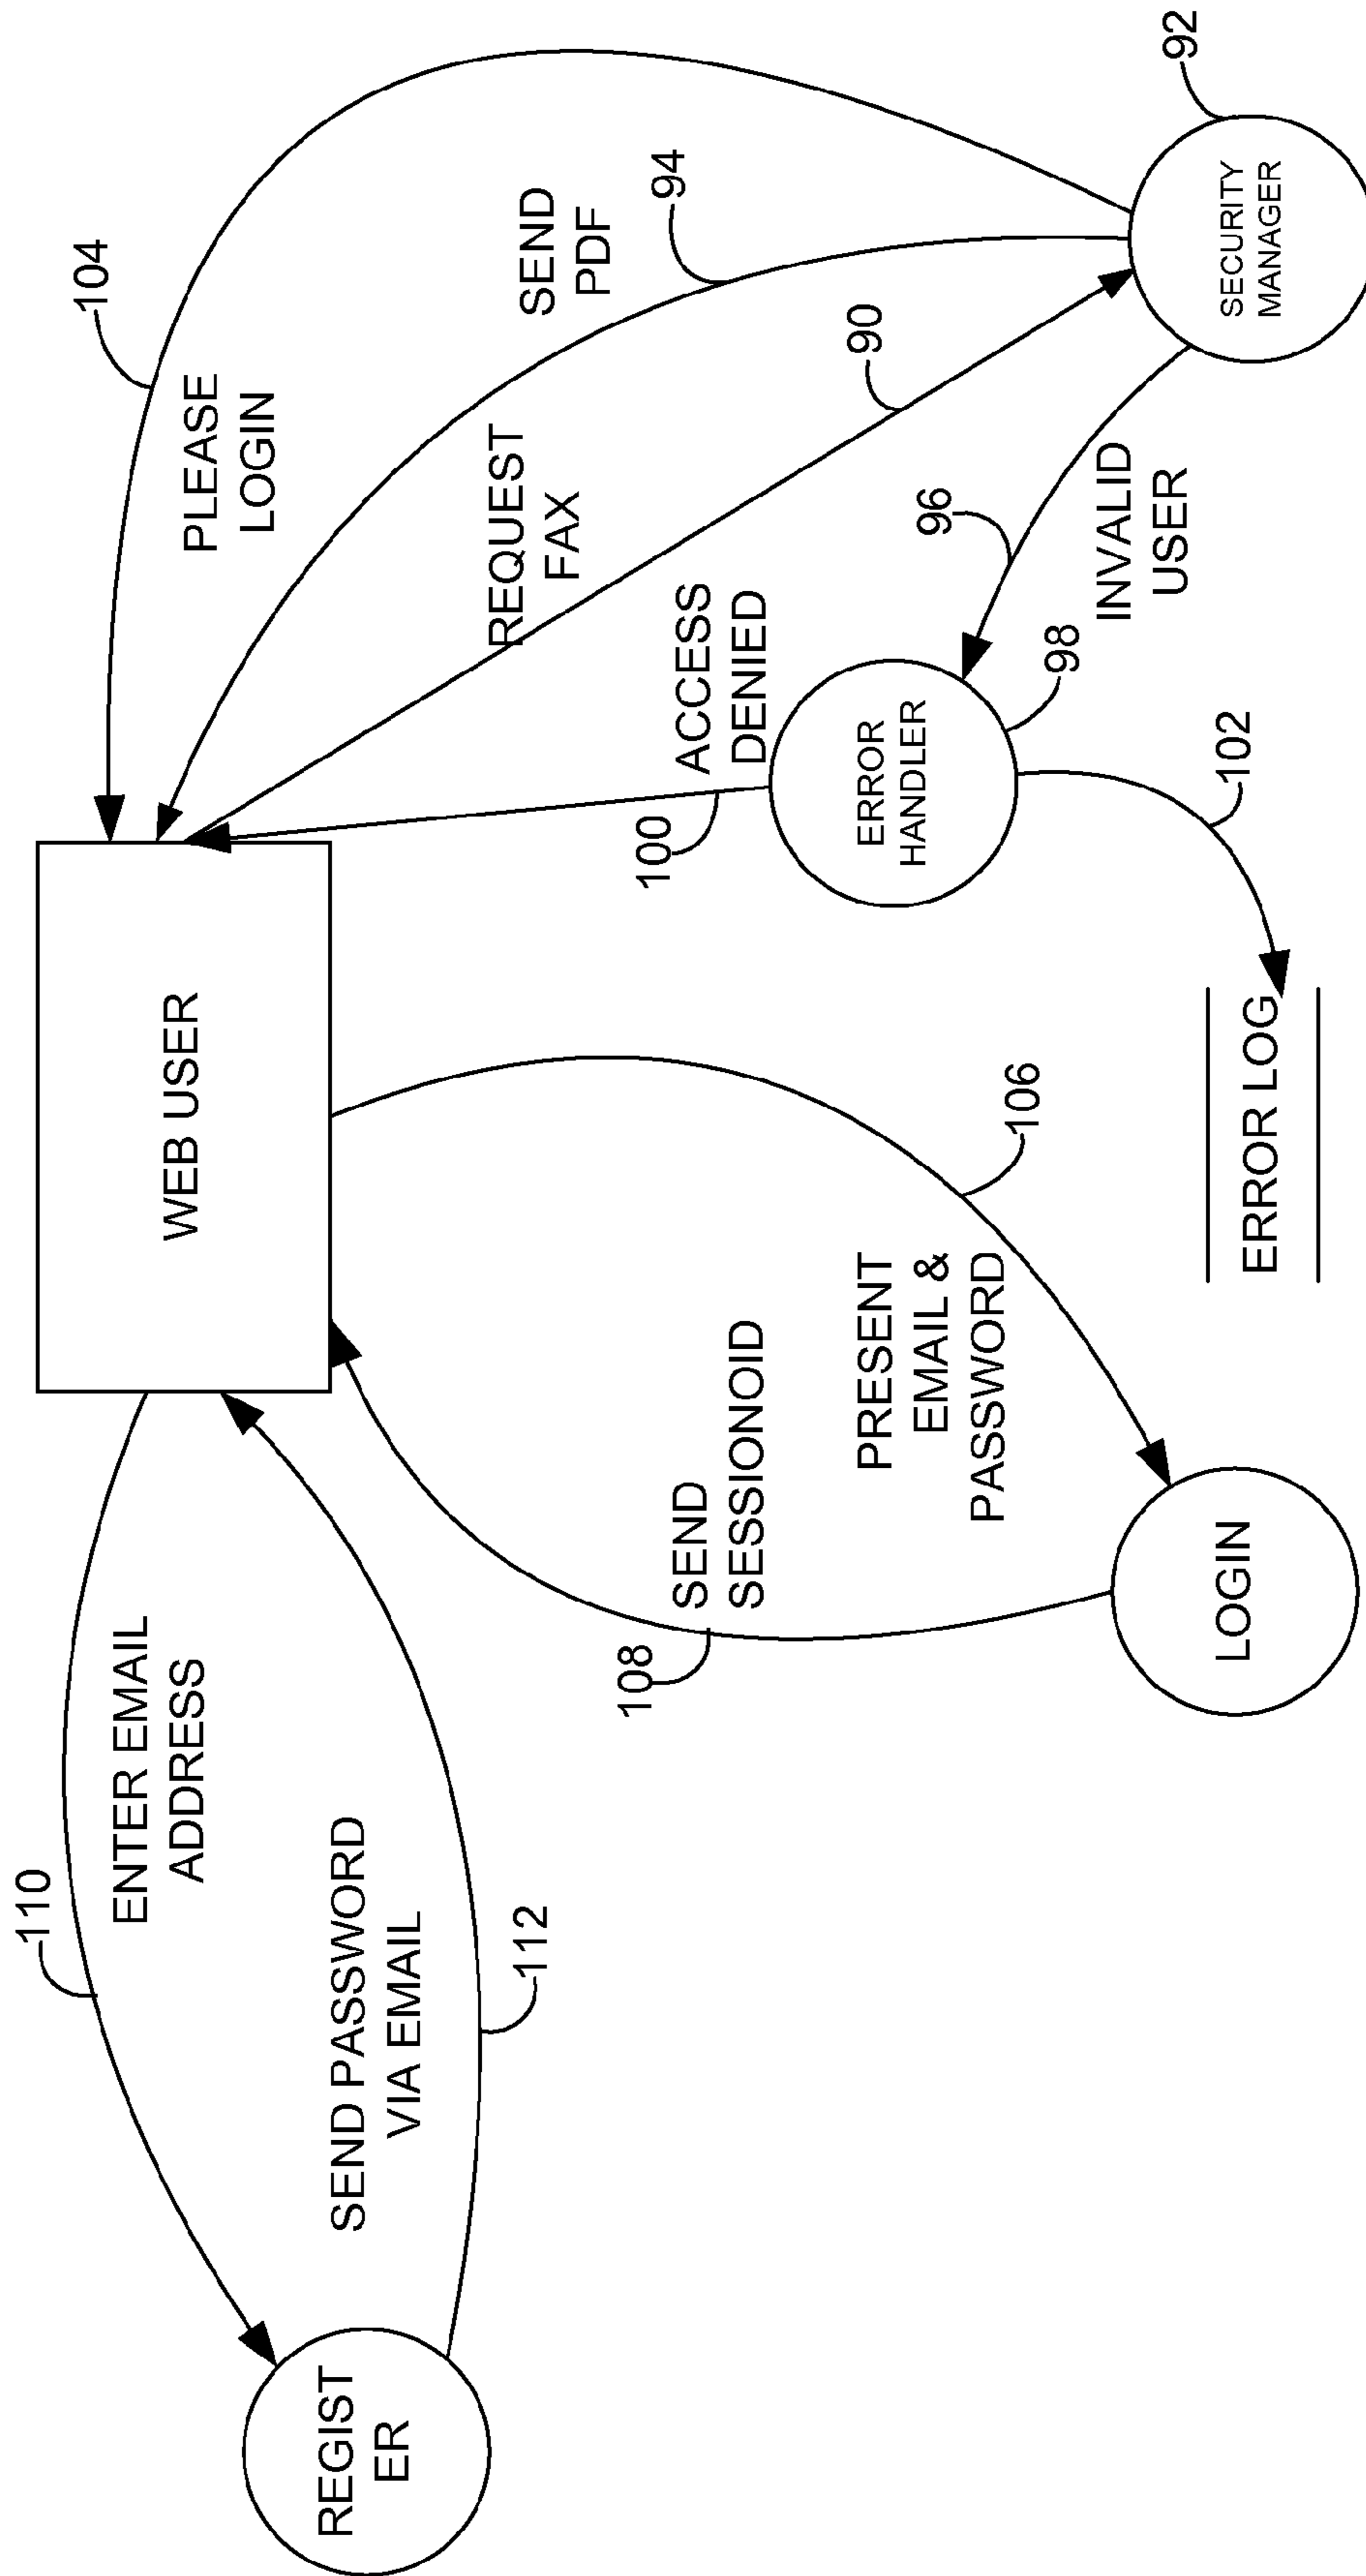 110
ENTER EMAIL
ADDRESS
WEB USER
104
PLEASE
LOGIN
REGIST
ER
SEND PASSWORD
VIA EMAIL
112
REQUEST
FAX
SEND
PDF
94
108
SEND
SESSIONOID
100
ACCESS
DENIED
90
PRESENT
EMAIL &
PASSWORD
106
ERROR
HANDLER
96
98
INVALID
USER
92
LOGIN
102
ERROR LOG
SECURITY
MANAGER